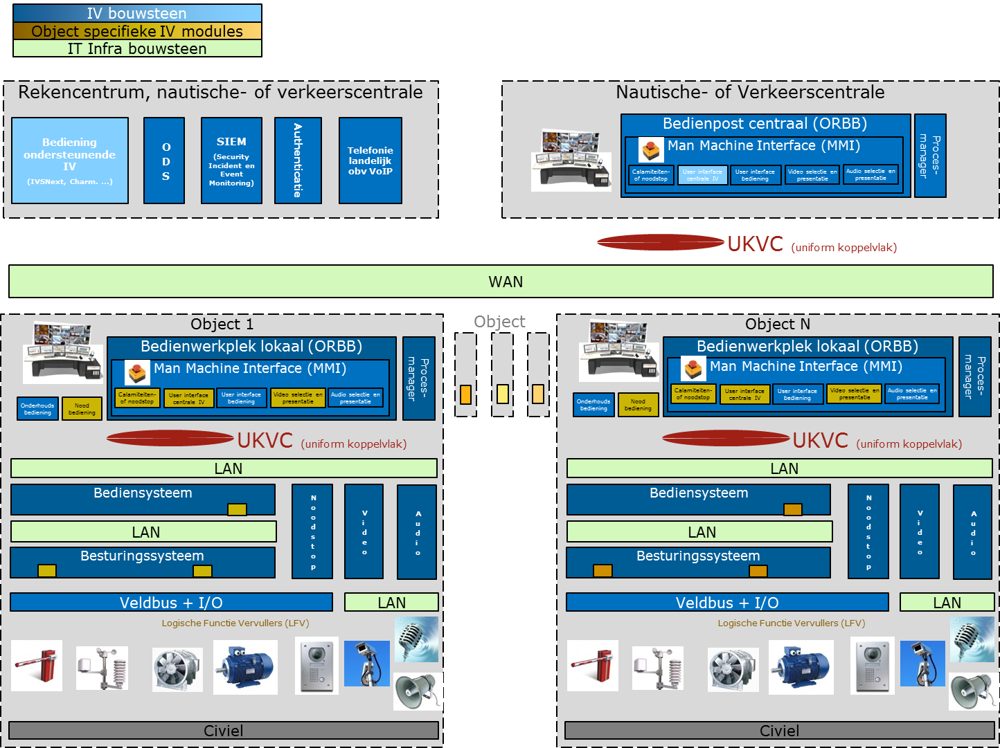 IV bouwsteen
Object specifieke IV modules
IT Infra bouwsteen
Rekencentrum, nautische- of verkeerscentrale
Bediening
ondersteunende
IV
(IVSNext, Charm. ...)
O
D
S
SIEM
(Security
Incident en
Event
Monitoring)
Authenticatie
Telefonie
landelijk
obv VoIP
Nautische- of Verkeerscentrale
Bedienpost centraal (ORBB)
Man Machine Interface (MMI)
Calamiteiten-
of noodstop
User interface
centrale IV
User interface
bediening
Video selectie en
presentatie
Audio selectie en
presentatie
Proces-
manager
UKVC (uniform koppelvlak)
WAN
Object 1
Bedienwerkplek lokaal (ORBB)
Man Machine Interface (MMI)
Calamiteiten-
of noodstop
User interface
centrale IV
User interface
bediening
Video selectie en
presentatie
Audio selectie en
presentatie
Proces-
manager
Onderhouds
bediening
Nood
bediening
UKVC (uniform koppelvlak)
LAN
Bediensysteem
LAN
Besturingssysteem
N
o
o
d
s
t
o
p
V
i
d
e
o
A
u
d
i
o
Veldbus + I/O
LAN
Logische Functie Vervullers (LFV)
Civiel
Object
Object N
Bedienwerkplek lokaal (ORBB)
Man Machine Interface (MMI)
Calamiteiten-
of noodstop
User interface
centrale IV
User interface
bediening
Video selectie en
presentatie
Audio selectie en
presentatie
Proces-
manager
Onderhouds
bediening
Nood
bediening
UKVC (uniform koppelvlak)
LAN
Bediensysteem
LAN
Besturingssysteem
N
o
o
d
s
t
o
p
V
i
d
e
o
A
u
d
i
o
Veldbus + I/O
LAN
Logische Functie Vervullers (LFV)
Civiel